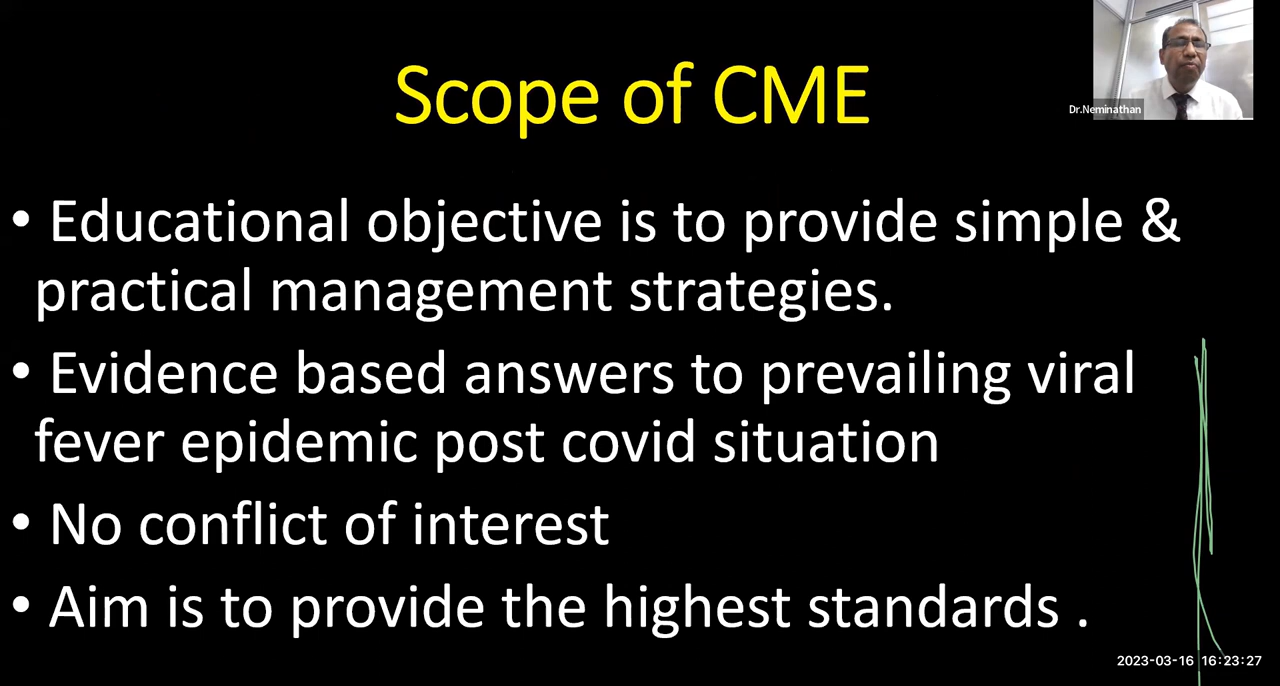 Scope of CME
Dr.Neminathan
• Educational objective is to provide simple &
practical management strategies.
• Evidence based answers to prevailing viral
fever epidemic post covid situation
• No conflict of interest
• Aim is to provide the highest standards .
2023-03-16 16:23:27